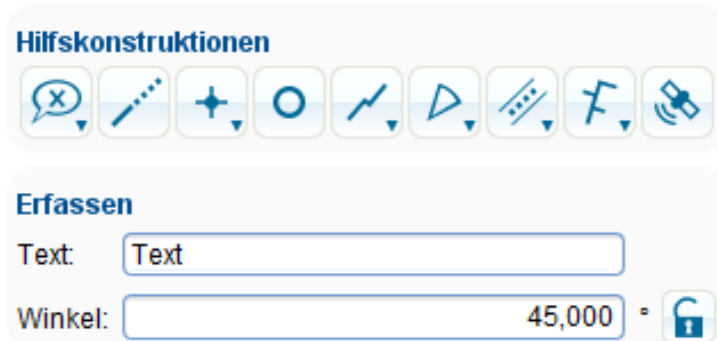 Hilfskonstruktionen
Erfassen
Text: Text
Winkel: 45,000 °